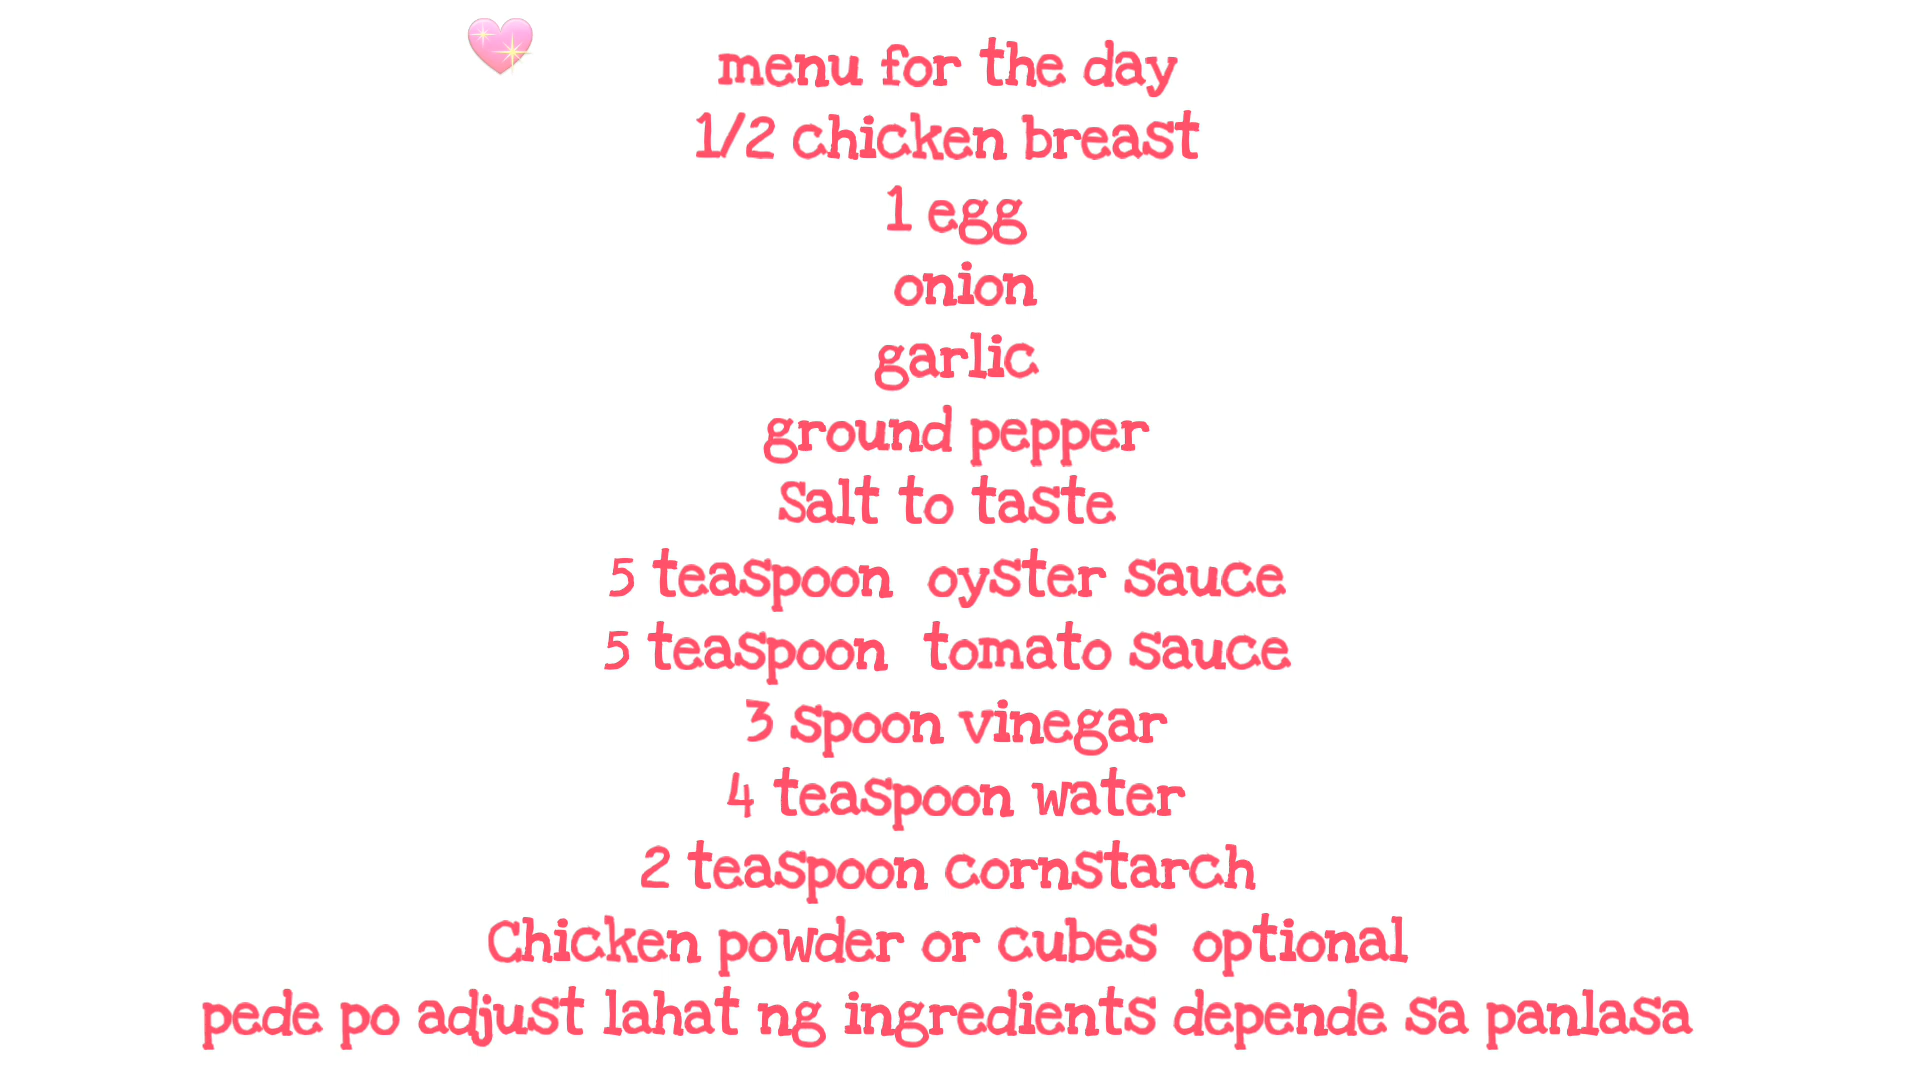 menu for the day
1/2 chicken breast
1 egg
onion
garlic
ground pepper
Salt to taste
5 teaspoon oyster sauce
5 teaspoon tomato sauce
3 spoon vinegar
4 teaspoon water
2 teaspoon cornstarch
Chicken powder or cubes optional
pede po adjust lahat ng ingredients depende sa panlasa